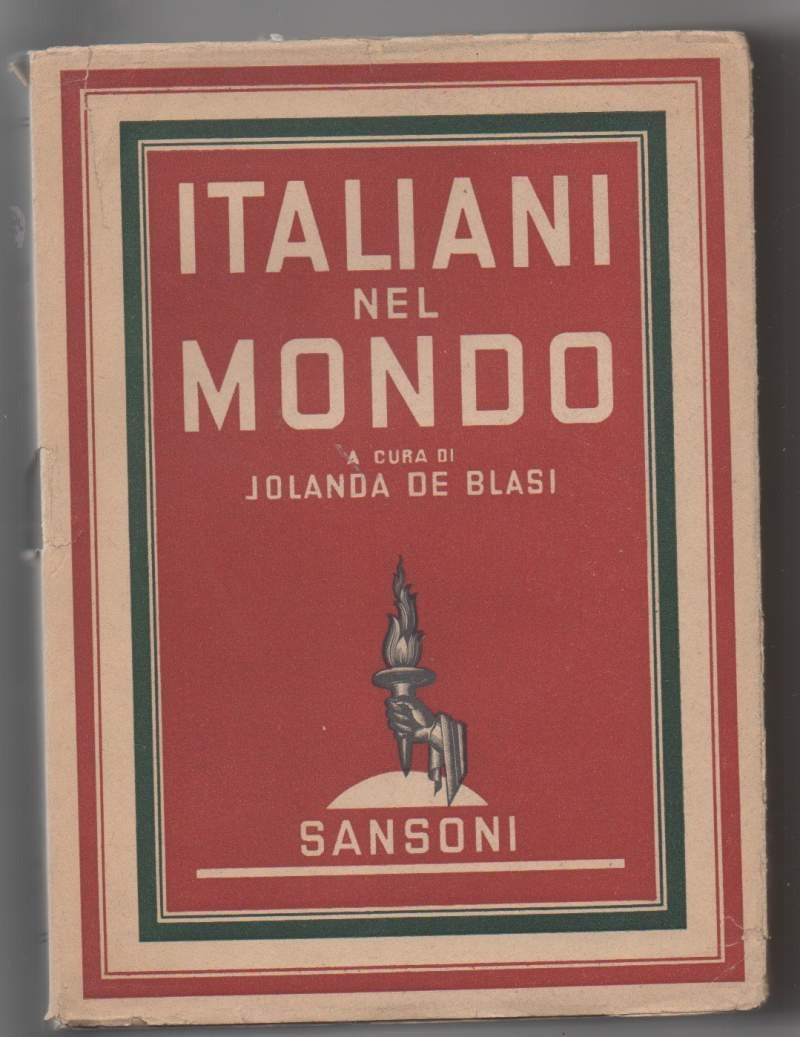 ITALIANI
NEL
MONDO
A CURA DI
JOLANDA DE BLASI
SANSONI